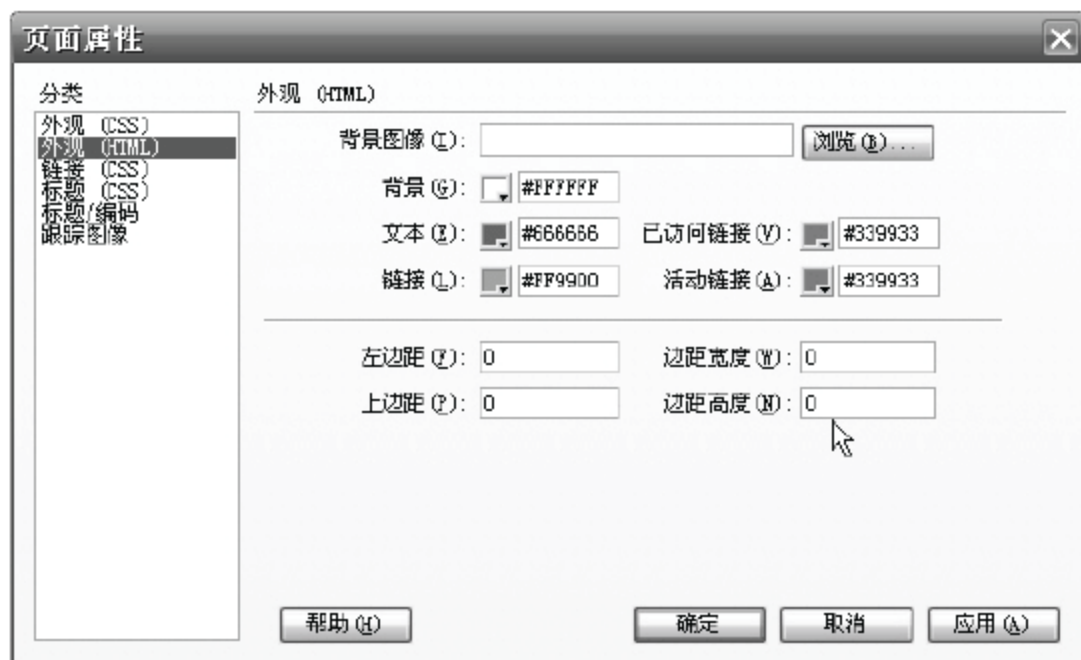 页面属性
分类
外观 (CSS)
外观 (HTML)
链接 (CSS)
标题 (CSS)
标题/编码
跟踪图像
外观 (HTML)
背景图像(I): 浏览(B)...
背景(G): #FFFFFF
文本(E): #666666 已访问链接(V): #339933
链接(L): #FF9900 活动链接(A): #339933
左边距(F): 0 边距宽度(W): 0
上边距(P): 0 边距高度(N): 0
帮助(H) 确定 取消 应用(A)